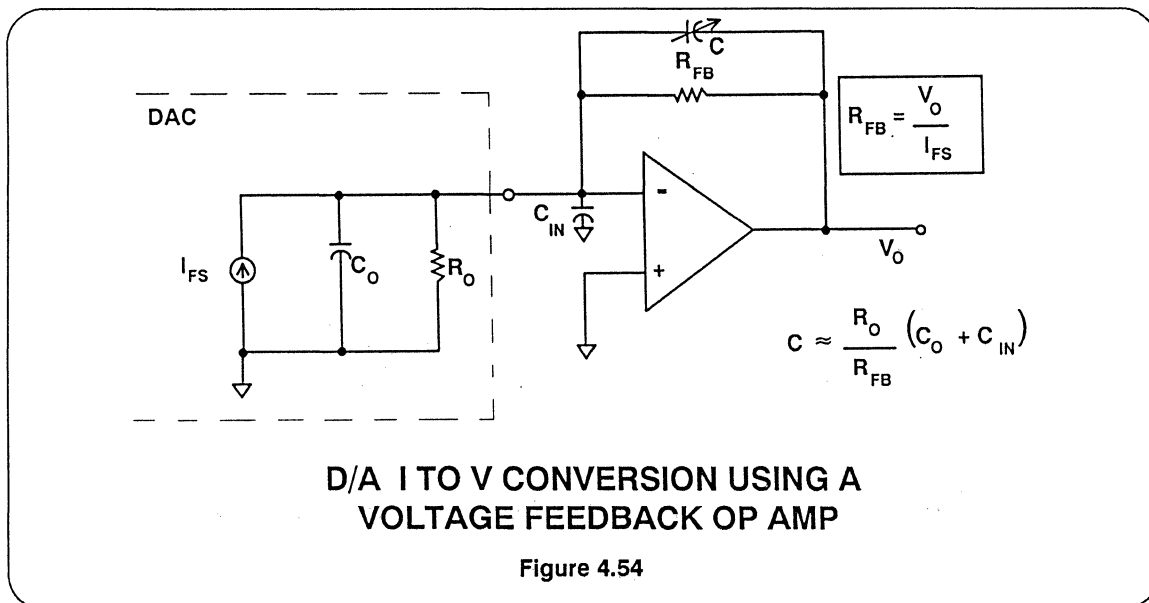 C
R_FB
DAC
R_FB = V_O / I_FS
-
C_IN
+
I_FS
C_O
R_O
V_O
C ≈ R_O / R_FB (C_O + C_IN)
D/A I TO V CONVERSION USING A
VOLTAGE FEEDBACK OP AMP
Figure 4.54